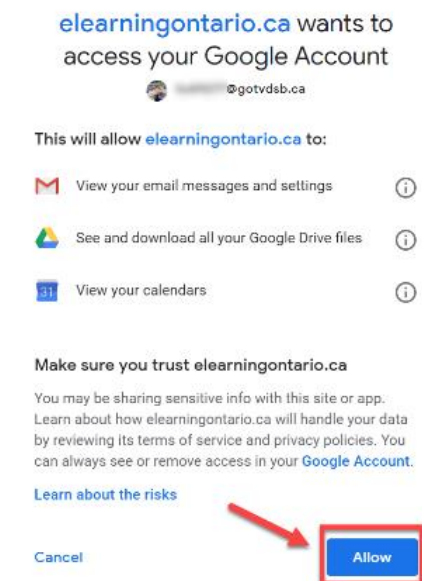 elearningontario.ca wants to
access your Google Account
@gotvdsb.ca
This will allow elearningontario.ca to:
View your email messages and settings
See and download all your Google Drive files
31
View your calendars
Make sure you trust elearningontario.ca
You may be sharing sensitive info with this site or app.
Learn about how elearningontario.ca will handle your data
by reviewing its terms of service and privacy policies. You
can always see or remove access in your Google Account.
Learn about the risks
Cancel
Allow